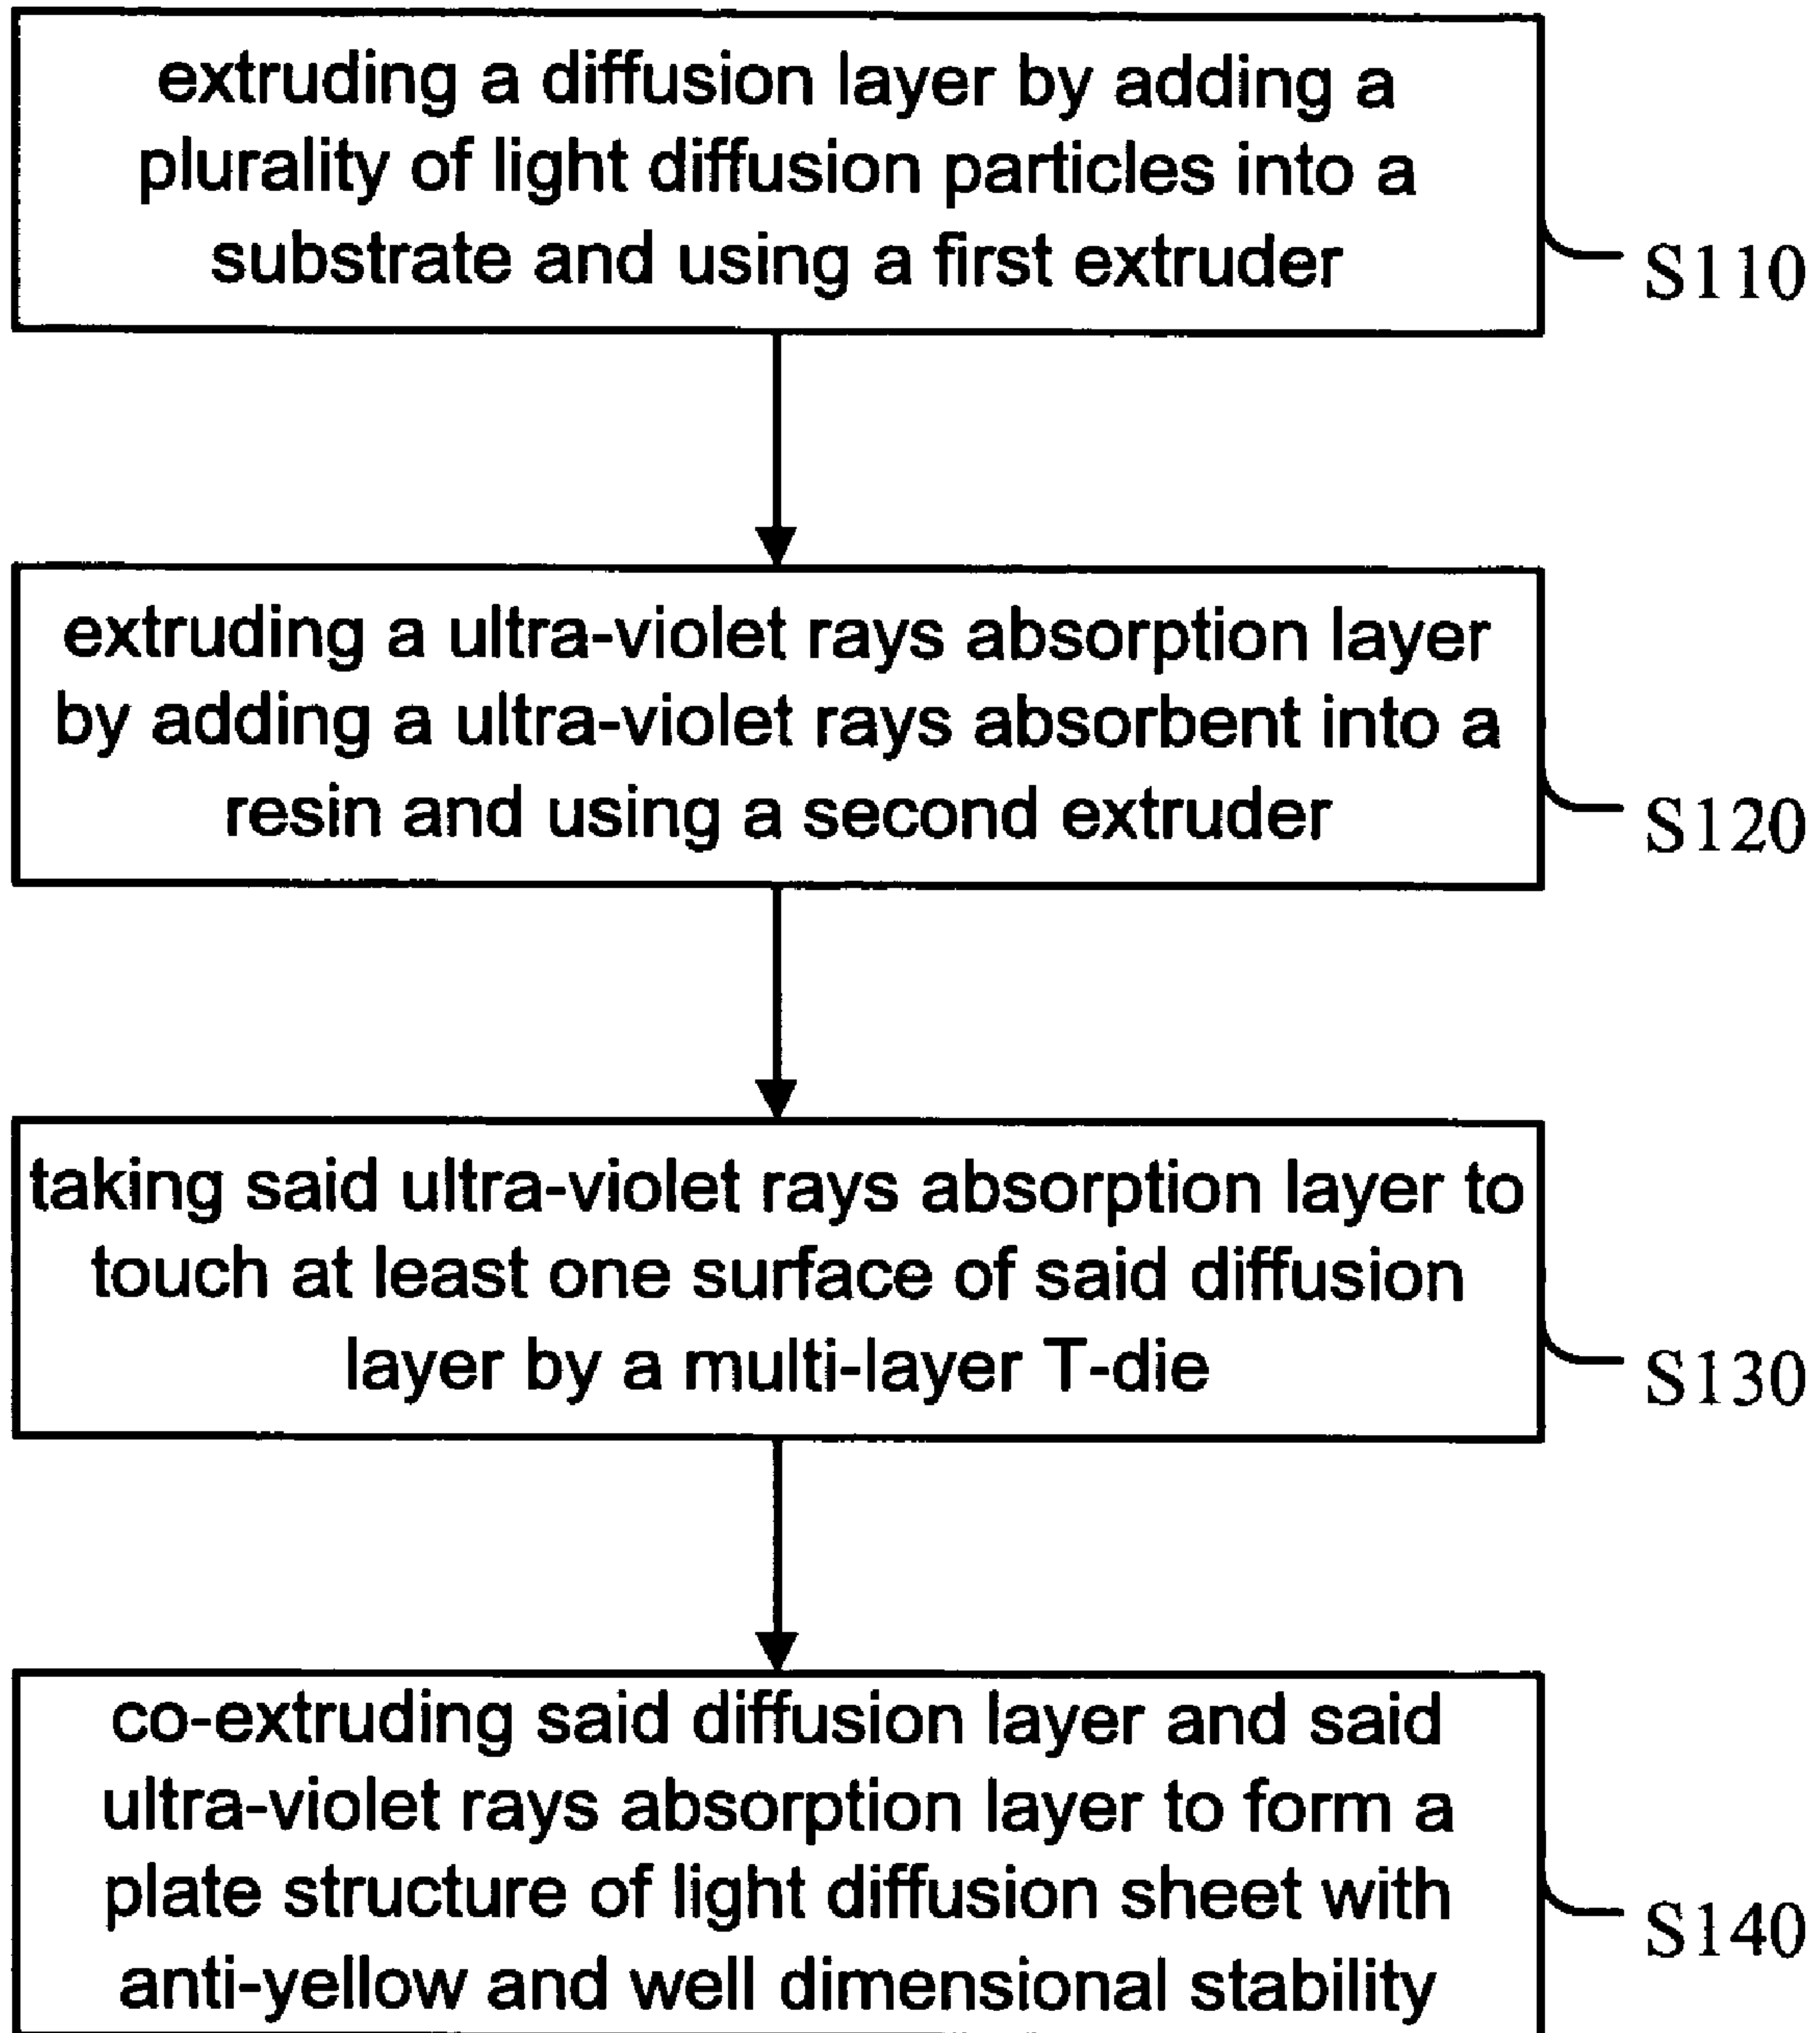 extruding a diffusion layer by adding a
plurality of light diffusion particles into a
substrate and using a first extruder
S110
extruding a ultra-violet rays absorption layer
by adding a ultra-violet rays absorbent into a
resin and using a second extruder
S120
taking said ultra-violet rays absorption layer to
touch at least one surface of said diffusion
layer by a multi-layer T-die
S130
co-extruding said diffusion layer and said
ultra-violet rays absorption layer to form a
plate structure of light diffusion sheet with
anti-yellow and well dimensional stability
S140